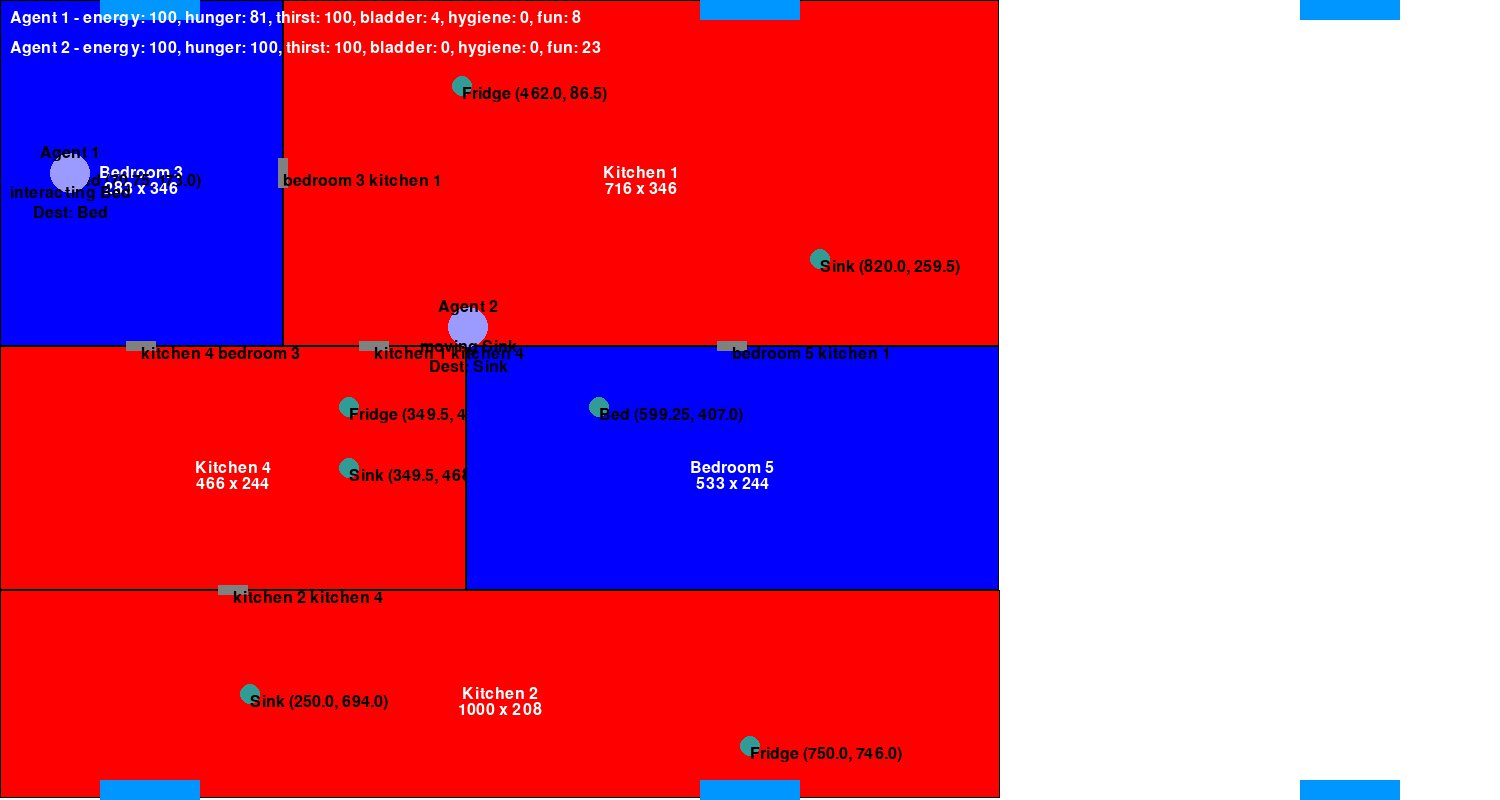 Agent 1 - energy: 100, hunger: 81, thirst: 100, bladder: 4, hygiene: 0, fun: 8
Agent 2 - energy: 100, hunger: 100, thirst: 100, bladder: 0, hygiene: 0, fun: 23
Fridge (462.0, 86.5)
Agent 1
Bedroom 3
283 x 346
interacting Bed
Dest: Bed
bedroom 3 kitchen 1
Kitchen 1
716 x 346
Sink (820.0, 259.5)
Agent 2
moving Sink
Dest: Sink
kitchen 4 bedroom 3
kitchen 1 kitchen 4
bedroom 5 kitchen 1
Fridge (349.5, 4
Bed (599.25, 407.0)
Kitchen 4
466 x 244
Sink (349.5, 468
Bedroom 5
533 x 244
kitchen 2 kitchen 4
Sink (250.0, 694.0)
Kitchen 2
1000 x 208
Fridge (750.0, 746.0)